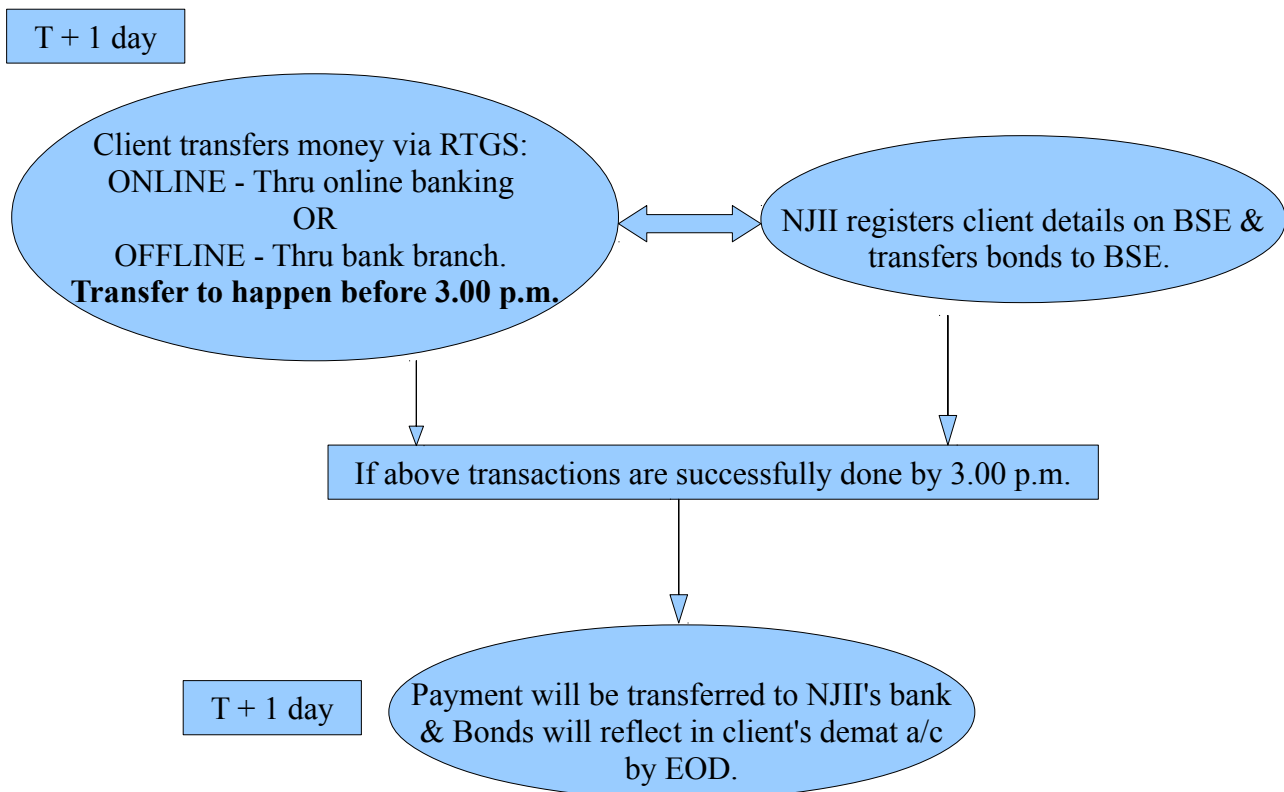 T + 1 day
Client transfers money via RTGS:
ONLINE - Thru online banking
OR
OFFLINE - Thru bank branch.
Transfer to happen before 3.00 p.m.
NJII registers client details on BSE &
transfers bonds to BSE.
If above transactions are successfully done by 3.00 p.m.
T + 1 day
Payment will be transferred to NJII's bank
& Bonds will reflect in client's demat a/c
by EOD.